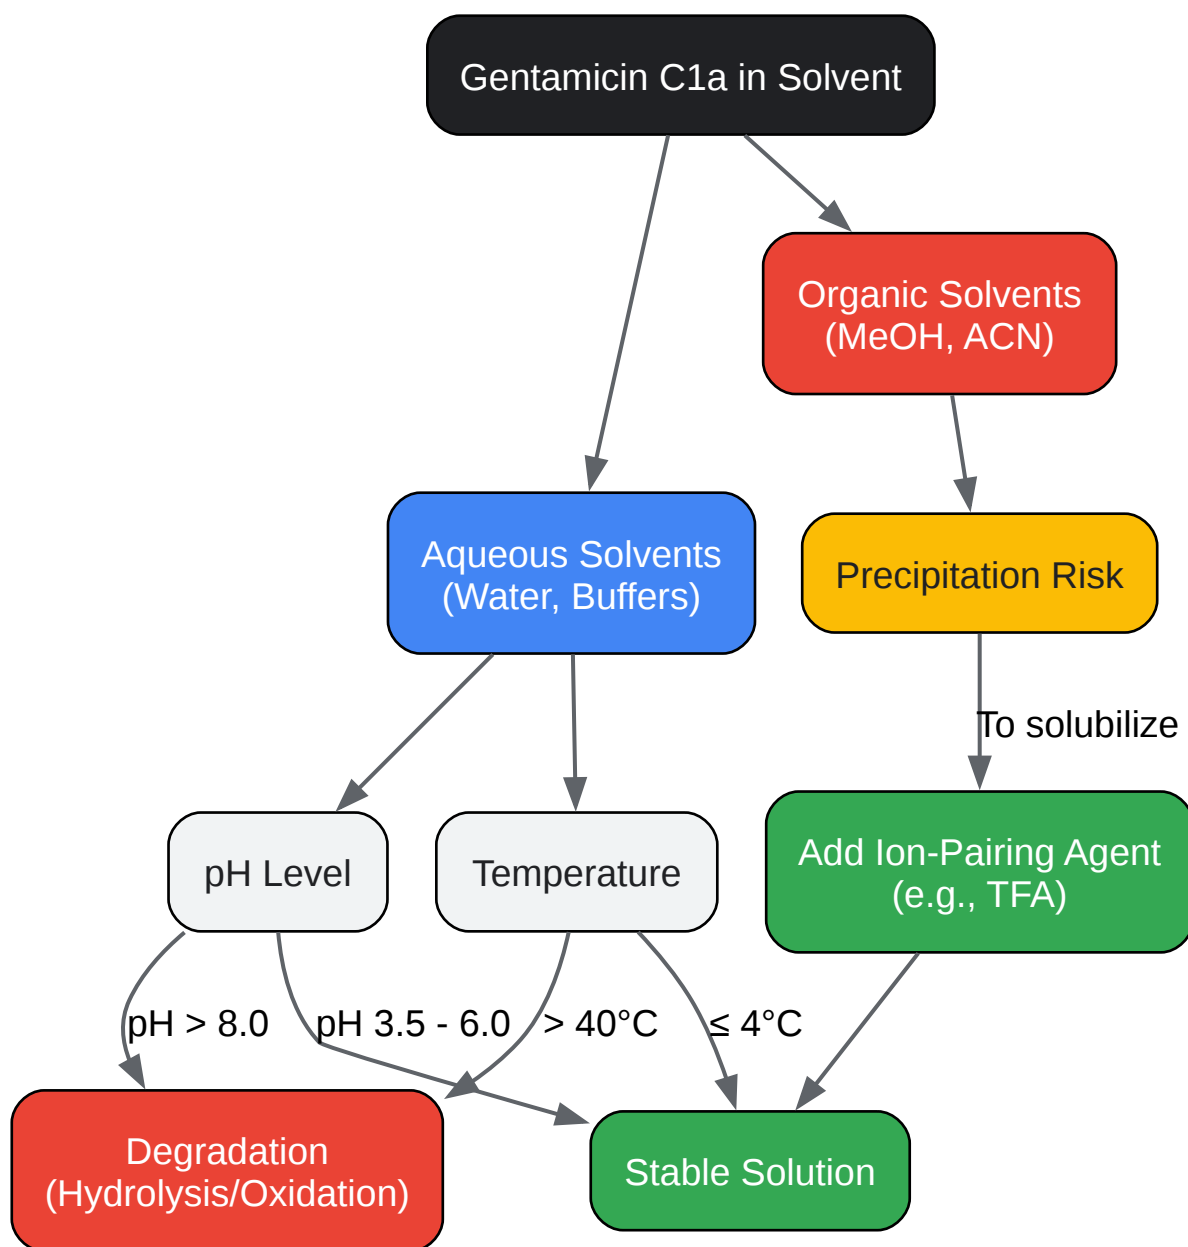 Gentamicin C1a in Solvent
Organic Solvents
(MeOH, ACN)
Aqueous Solvents
(Water, Buffers)
Precipitation Risk
To solubilize
pH Level
Temperature
Add Ion-Pairing Agent
(e.g., TFA)
pH > 8.0
pH 3.5 - 6.0
> 40°C
≤ 4°C
Degradation
(Hydrolysis/Oxidation)
Stable Solution